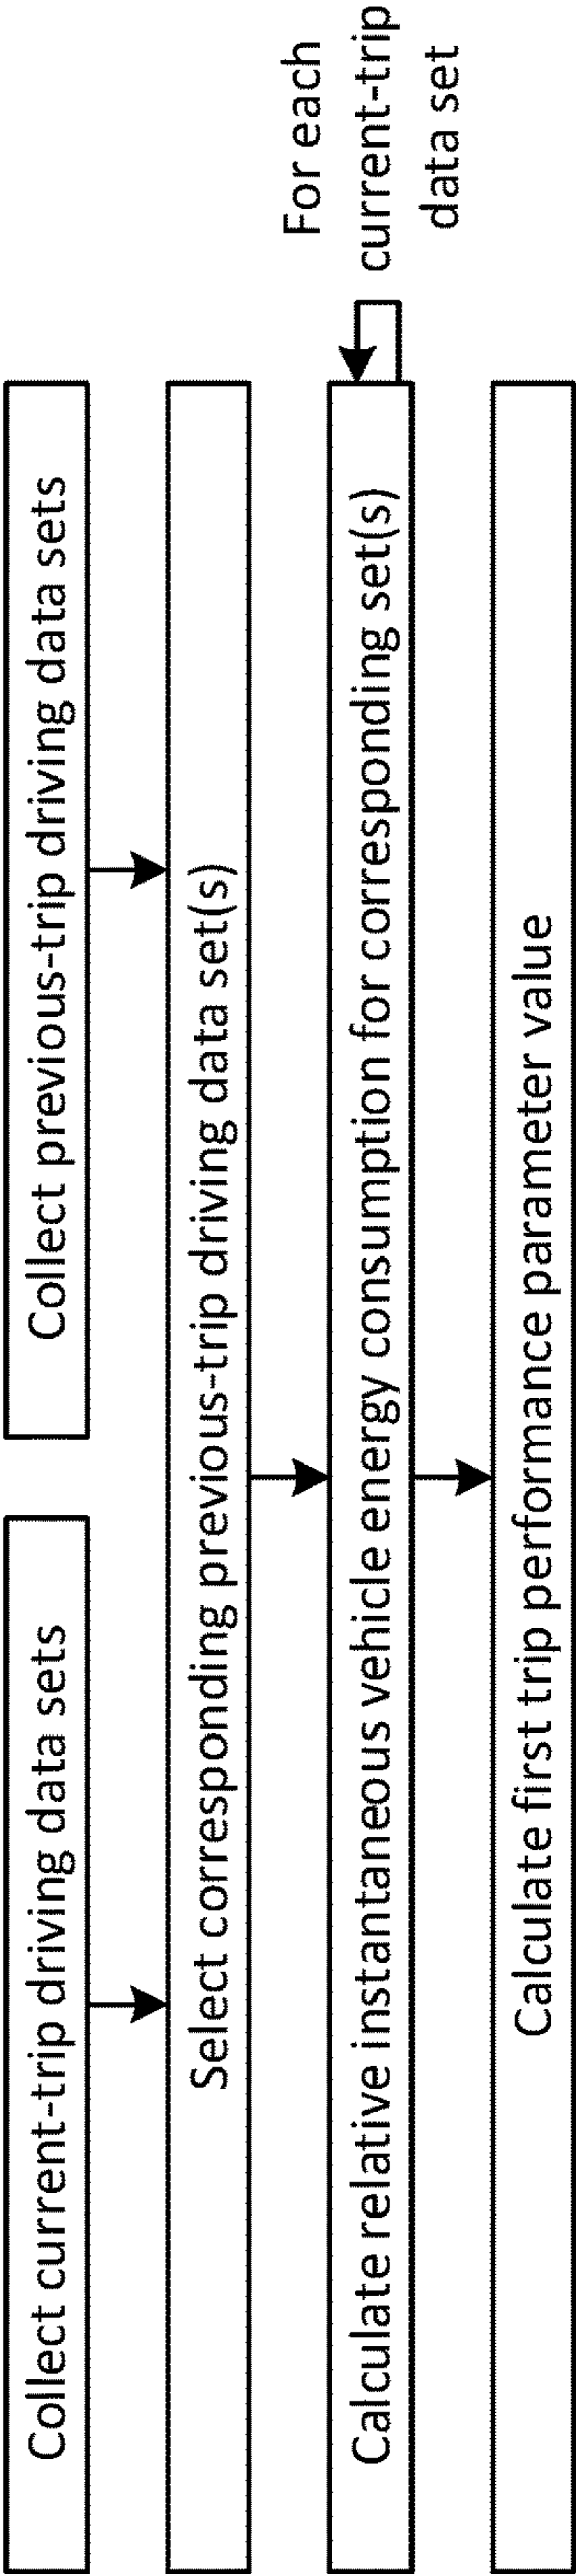 Collect current-trip driving data sets
Collect previous-trip driving data sets
Select corresponding previous-trip driving data set(s)
Calculate relative instantaneous vehicle energy consumption for corresponding set(s)
For each
current-trip
data set
Calculate first trip performance parameter value